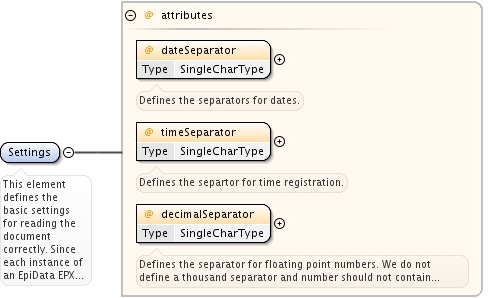 @ attributes
@ dateSeparator
Type SingleCharType
Defines the separators for dates.
@ timeSeparator
Type SingleCharType
Defines the separtor for time registration.
Settings
This element
defines the
basic settings
for reading the
document
correctly. Since
each instance of
an EpiData EPX...
@ decimalSeparator
Type SingleCharType
Defines the separator for floating point numbers. We do not
define a thousand separator and number should not contain...